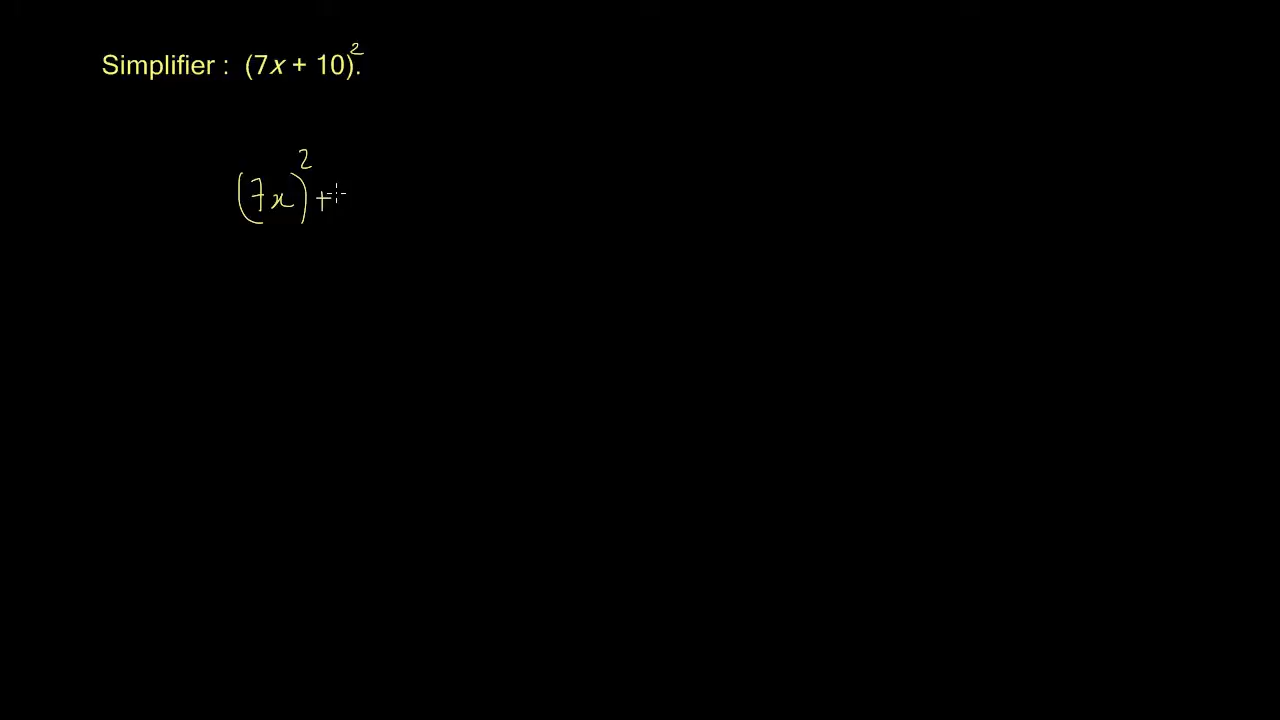 Simplifier : (7x + 10)².
(7x)² +